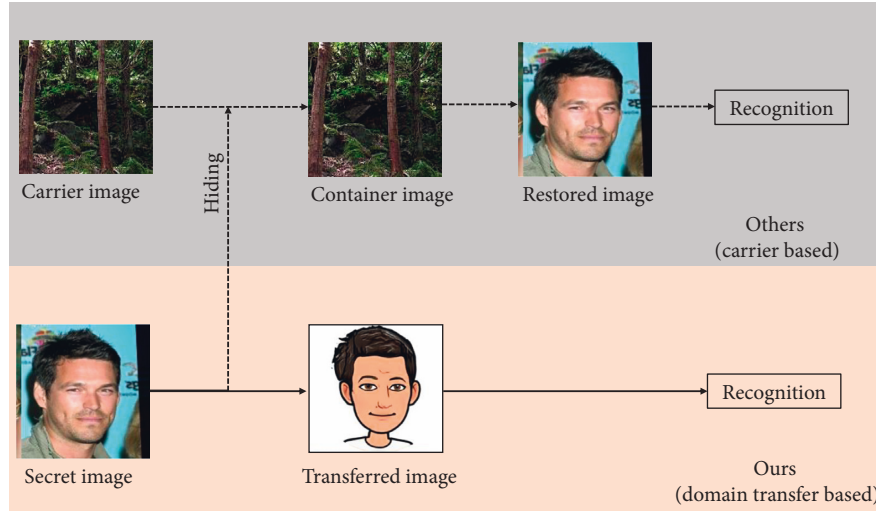 Carrier image
Hiding
Container image
Restored image
Recognition
Others
(carrier based)
Secret image
Transferred image
Recognition
Ours
(domain transfer based)